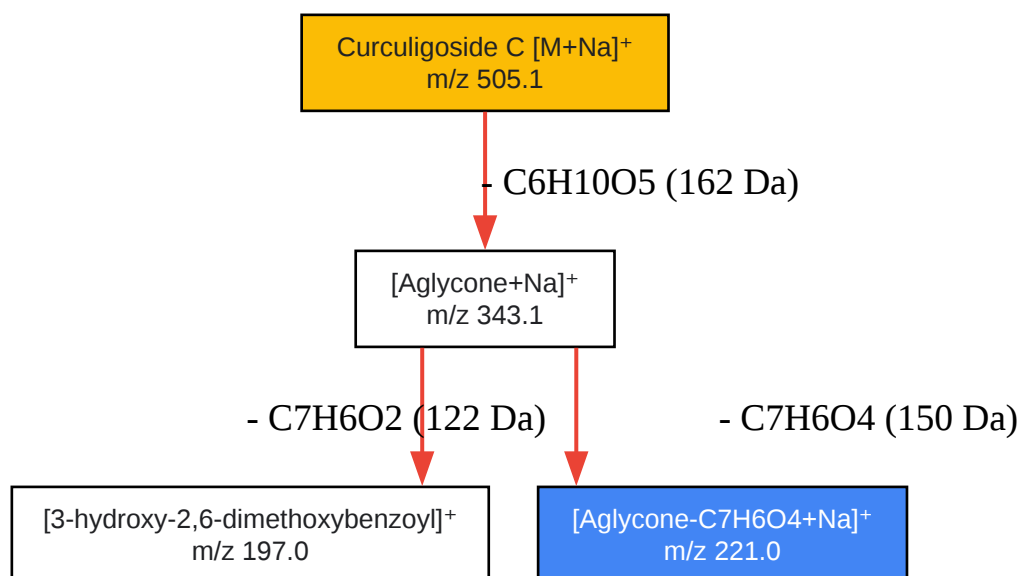 Curculigoside C [M+Na]⁺
m/z 505.1
- C6H10O5 (162 Da)
[Aglycone+Na]⁺
m/z 343.1
- C7H6O2 (122 Da)
- C7H6O4 (150 Da)
[3-hydroxy-2,6-dimethoxybenzoyl]⁺
m/z 197.0
[Aglycone-C7H6O4+Na]⁺
m/z 221.0